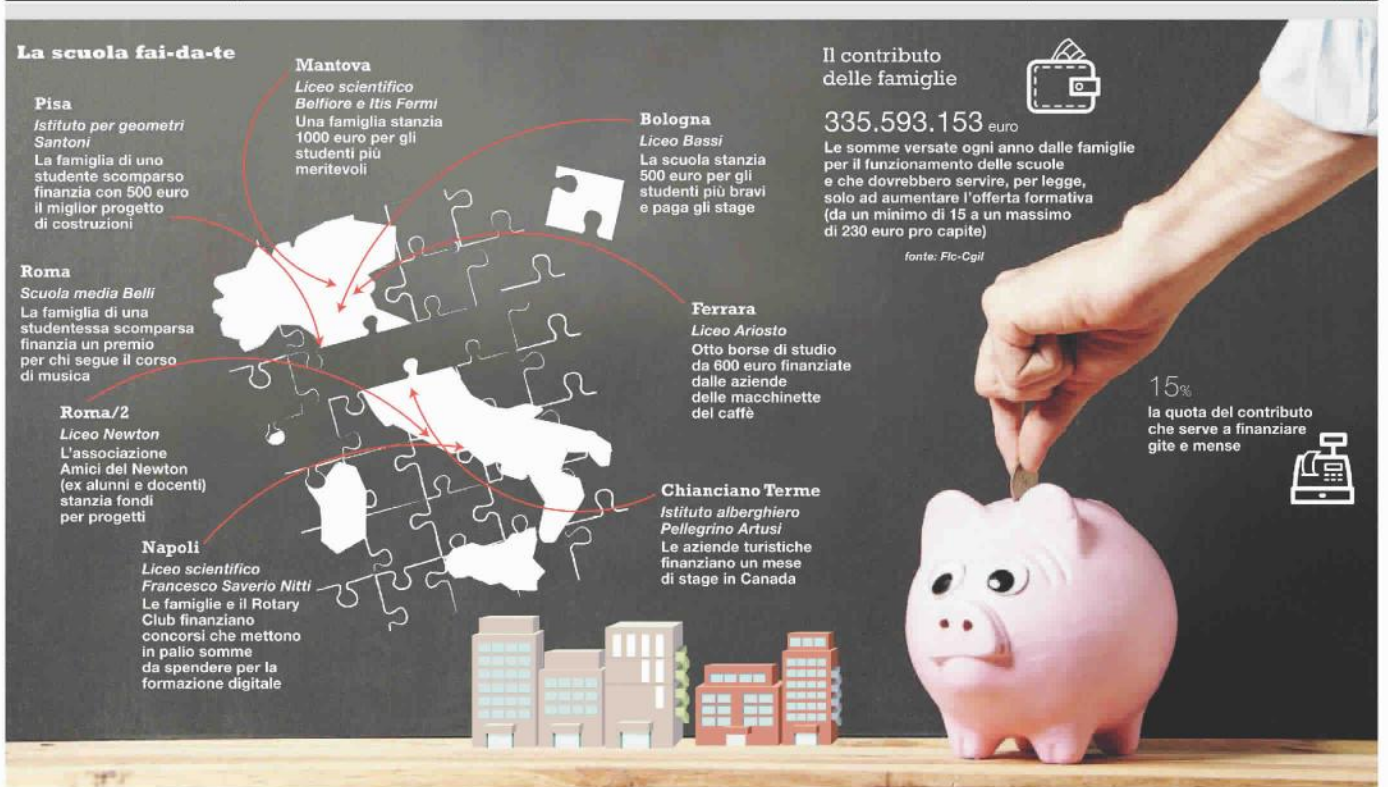 La scuola fai-da-te
Pisa
Istituto per geometri
Santoni
La famiglia di uno
studente scomparso
finanzia con 500 euro
il miglior progetto
di costruzioni
Mantova
Liceo scientifico
Belfiore e Itis Fermi
Una famiglia stanzia
1000 euro per gli
studenti più
meritevoli
Bologna
Liceo Bassi
La scuola stanzia
500 euro per gli
studenti più bravi
e paga gli stage
Roma
Scuola media Belli
La famiglia di una
studentessa scomparsa
finanzia un premio
per chi segue il corso
di musica
Ferrara
Liceo Ariosto
Otto borse di studio
da 600 euro finanziate
dalle aziende
delle macchinette
del caffè
Roma/2
Liceo Newton
L'associazione
Amici del Newton
(ex alunni e docenti)
stanzia fondi
per progetti
Chianciano Terme
Istituto alberghiero
Pellegrino Artusi
Le aziende turistiche
finanziano un mese
di stage in Canada
Napoli
Liceo scientifico
Francesco Saverio Nitti
Le famiglie e il Rotary
Club finanziano
concorsi che mettono
in palio somme
da spendere per la
formazione digitale
Il contributo
delle famiglie
335.593.153 euro
Le somme versate ogni anno dalle famiglie
per il funzionamento delle scuole
e che dovrebbero servire, per legge,
solo ad aumentare l'offerta formativa
(da un minimo di 15 a un massimo
di 230 euro pro capite)
fonte: Flc-Cgil
15%
la quota del contributo
che serve a finanziare
gite e mense